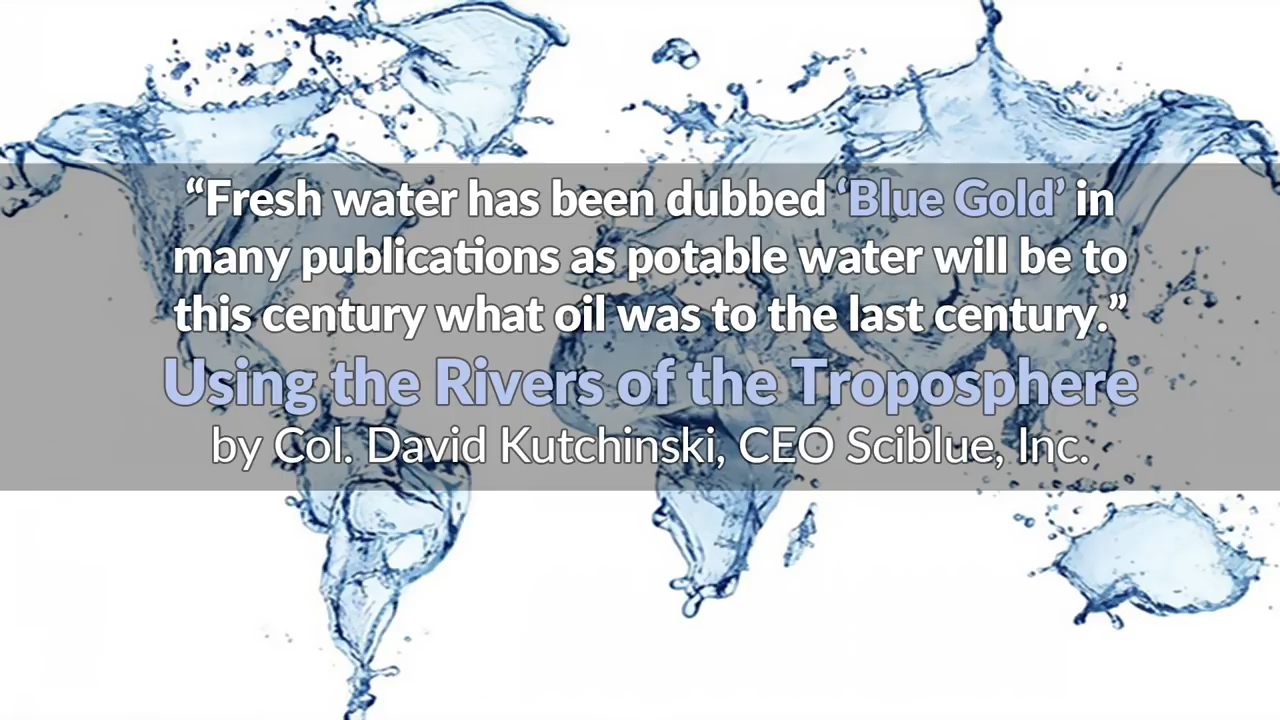 “Fresh water has been dubbed ‘Blue Gold’ in
many publications as potable water will be to
this century what oil was to the last century.”
Using the Rivers of the Troposphere
by Col. David Kutchinski, CEO Sciblue, Inc.